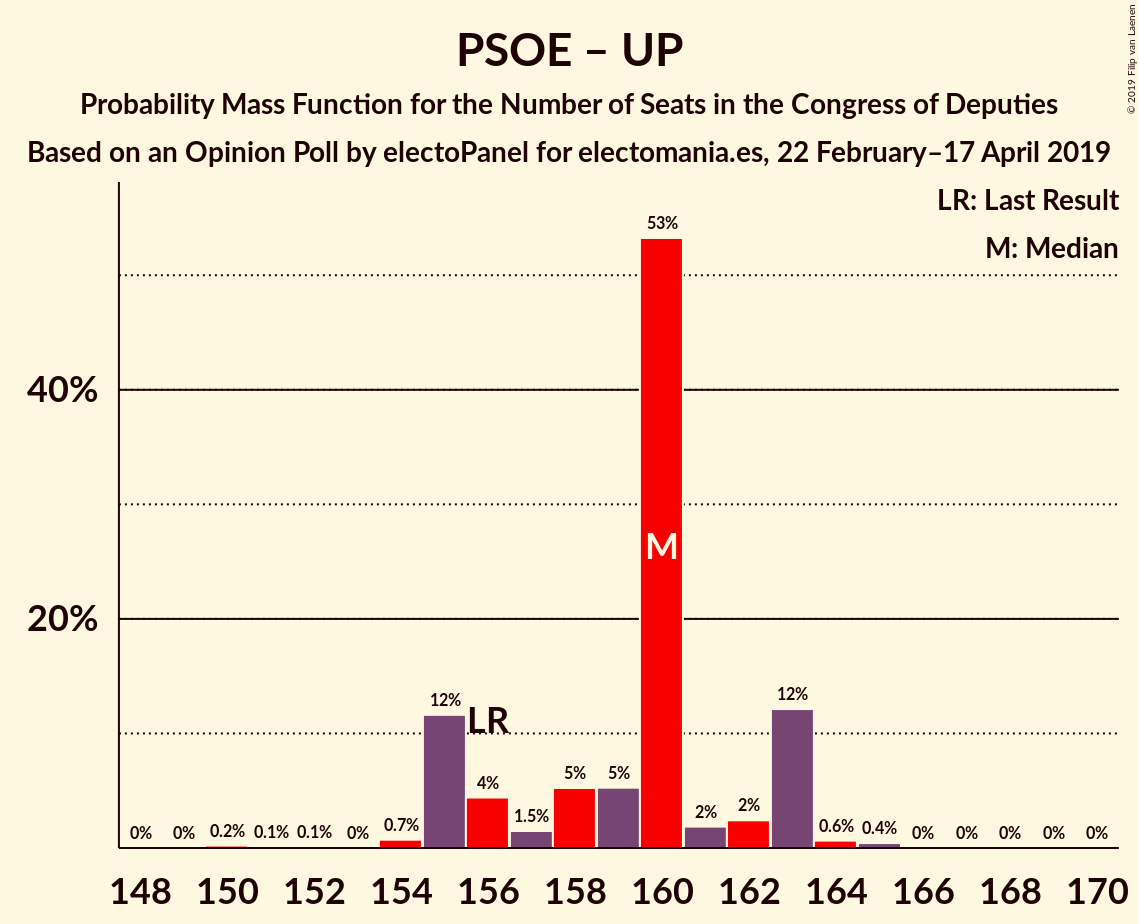 PSOE – UP
Probability Mass Function for the Number of Seats in the Congress of Deputies
Based on an Opinion Poll by electoPanel for electomania.es, 22 February–17 April 2019
© 2019 Filip van Laenen
LR: Last Result
M: Median
40%
20%
0% 0% 0.2% 0.1% 0.1% 0% 0.7% 12% 4% 1.5% 5% 5% 53% 2% 2% 12% 0.6% 0.4% 0% 0% 0% 0% 0%
LR
M
148 150 152 154 156 158 160 162 164 166 168 170